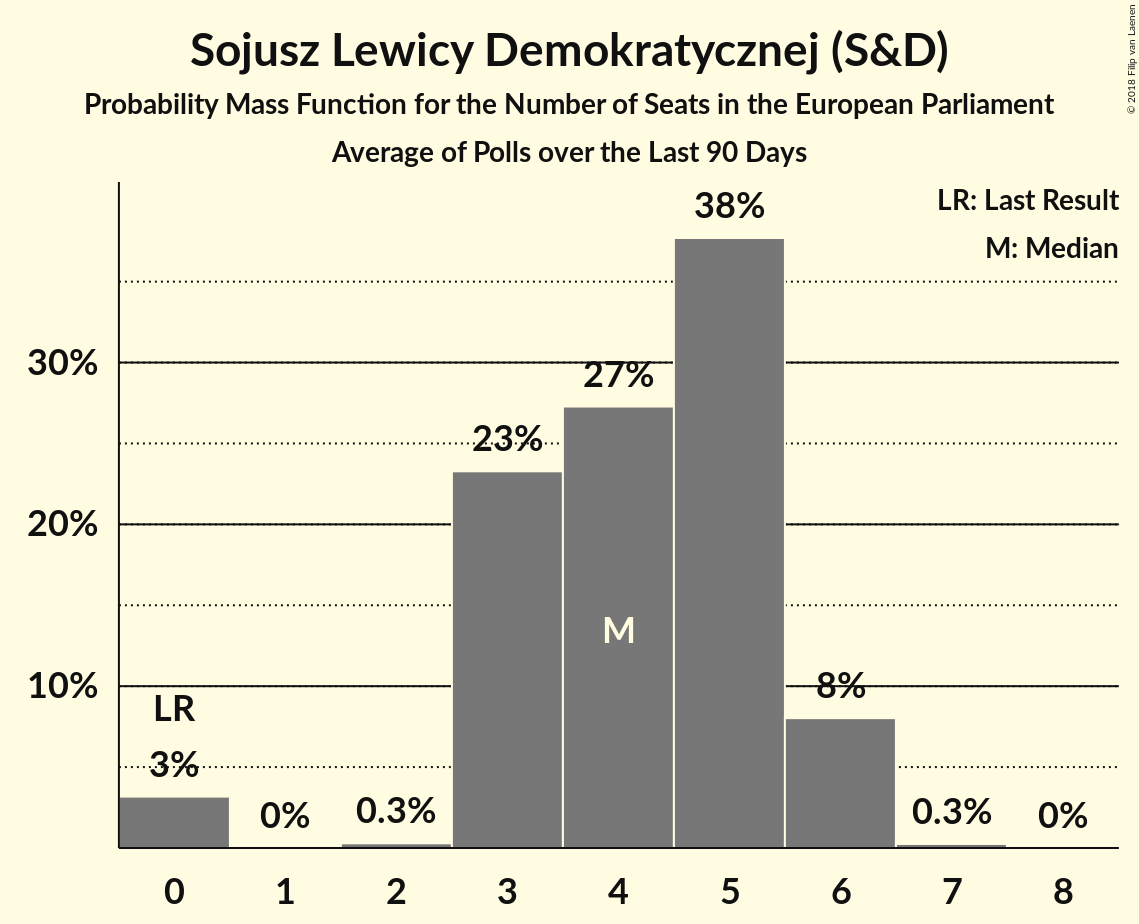 Sojusz Lewicy Demokratycznej (S&D)
Probability Mass Function for the Number of Seats in the European Parliament
Average of Polls over the Last 90 Days
© 2018 Filip van Laenen
LR: Last Result
M: Median
38%
30%
27%
23%
20%
M
10%
LR
8%
3%
0%
0.3%
0.3%
0%
0 1 2 3 4 5 6 7 8